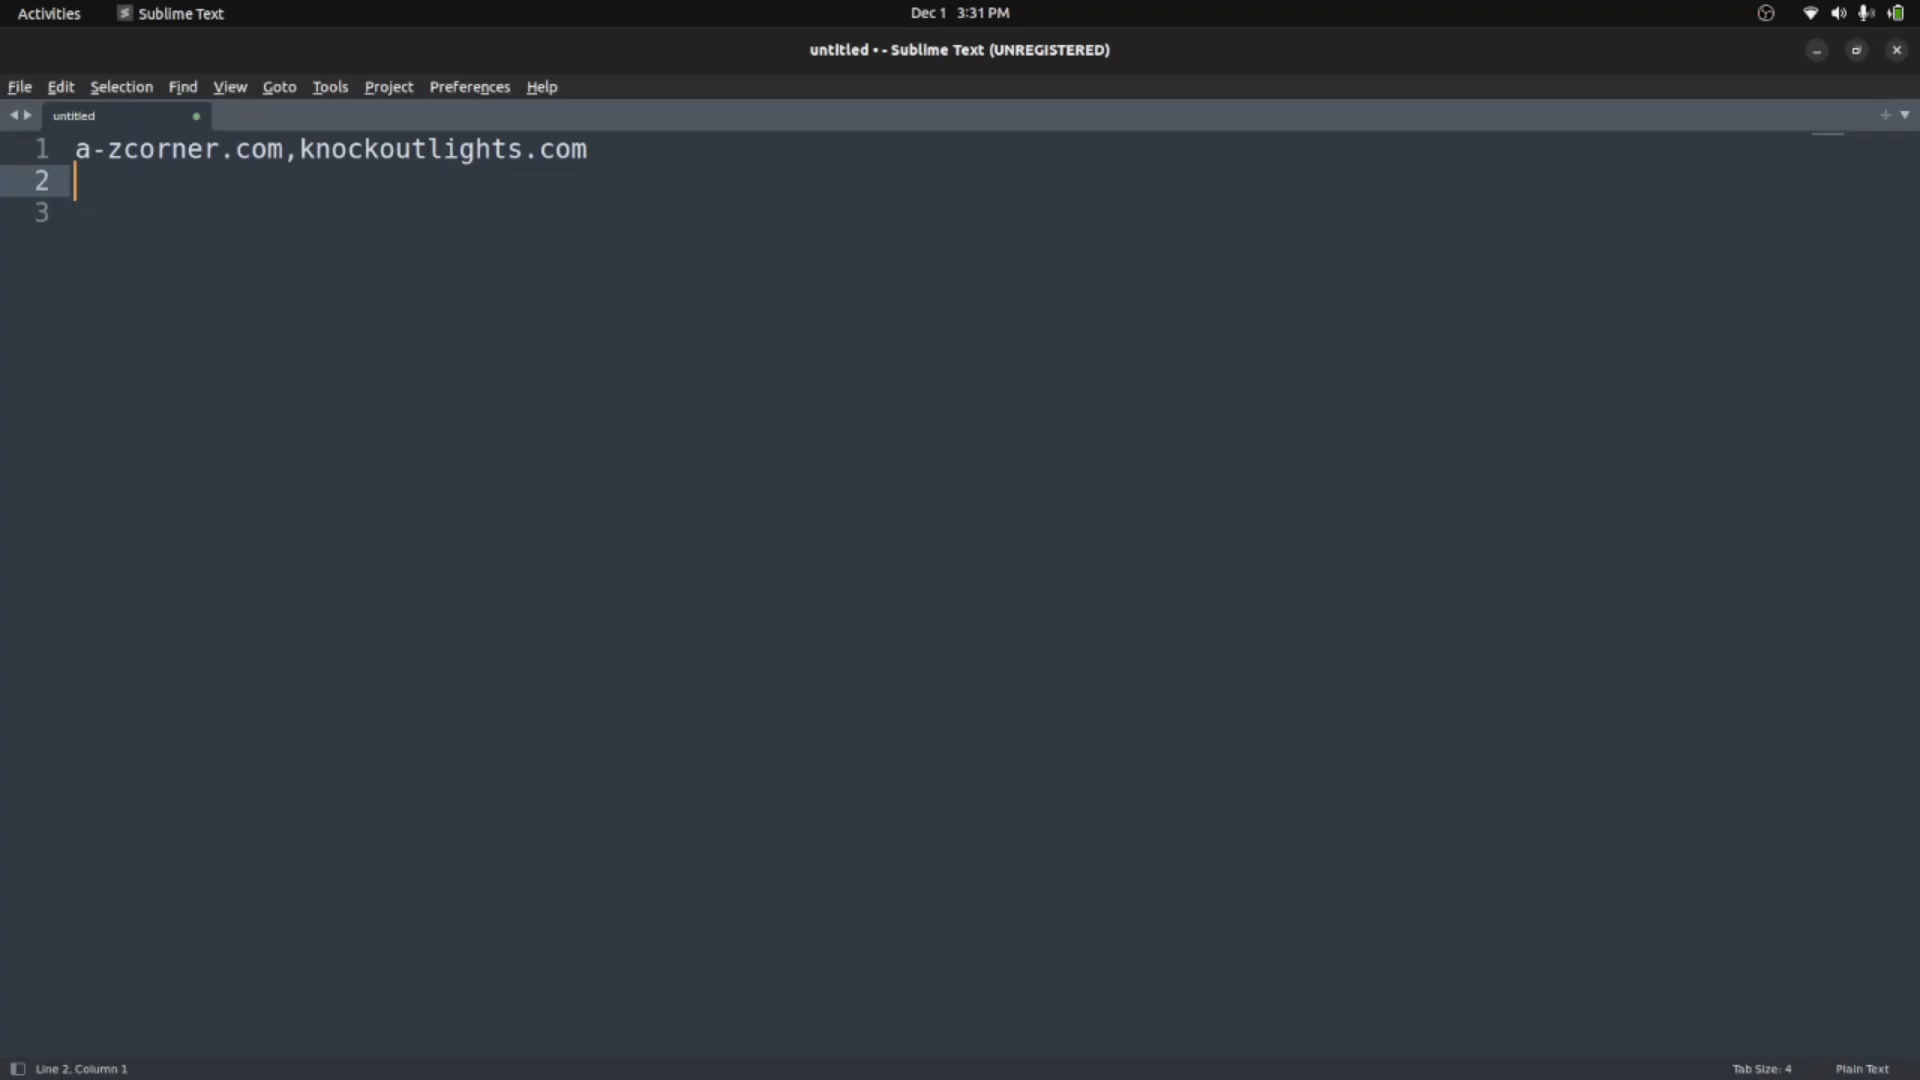 Activities Sublime Text Dec 1 3:31 PM
untitled • - Sublime Text (UNREGISTERED)
File Edit Selection Find View Goto Tools Project Preferences Help
untitled
1 a-zcorner.com,knockoutlights.com
2
3
Line 2, Column 1 Tab Size: 4 Plain Text